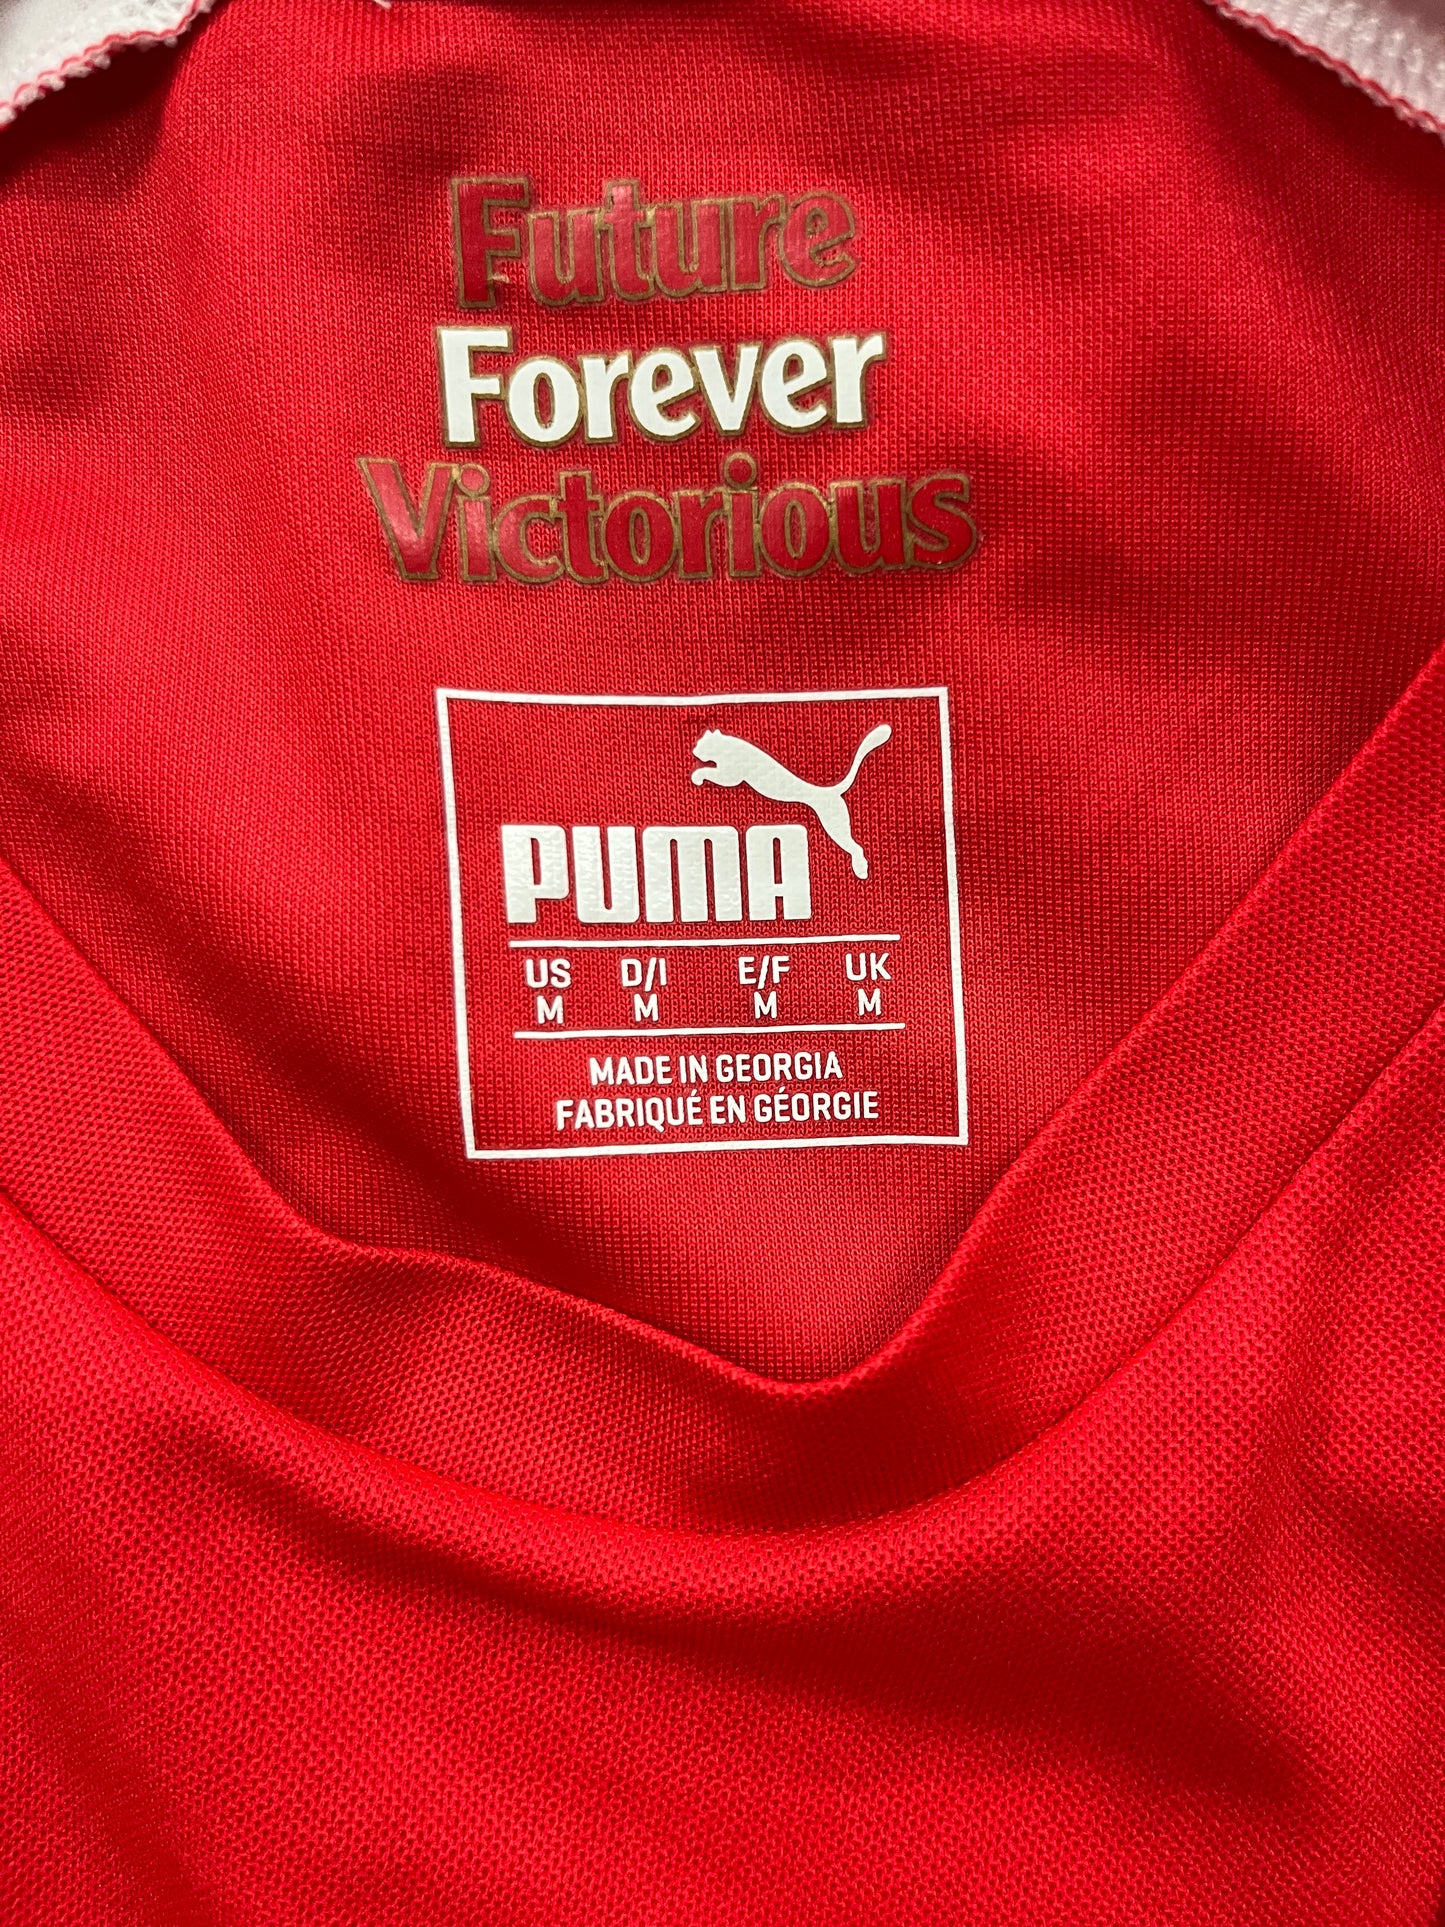 Future
Forever
Victorious
PUMA
US D/I E/F UK
M M M M
MADE IN GEORGIA
FABRIQUÉ EN GÉORGIE